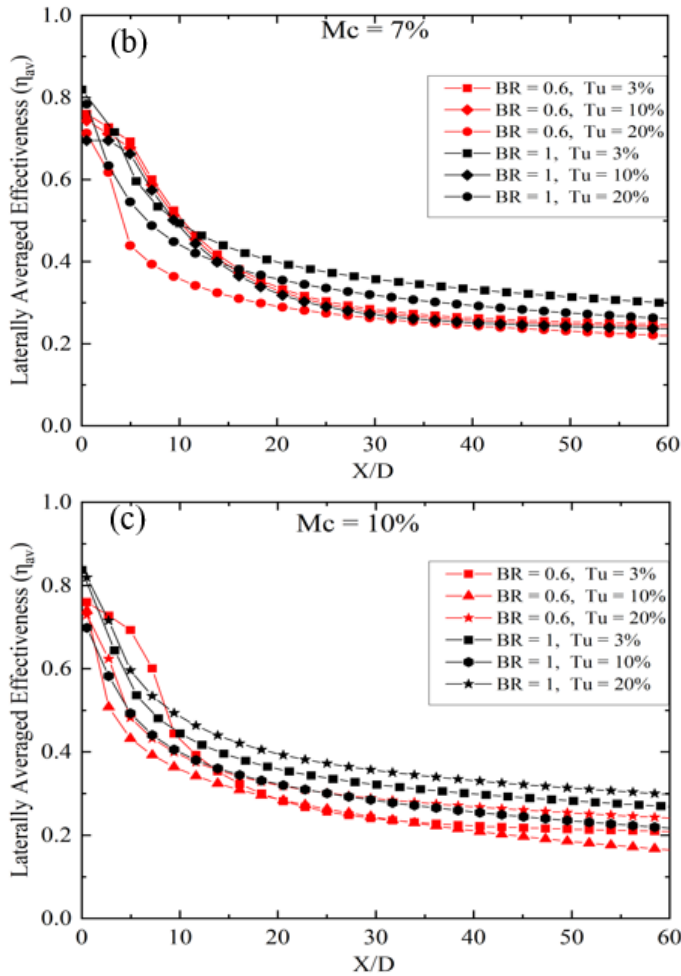 (b)
Mc = 7%
Laterally Averaged Effectiveness (ηav)
1.0
0.8
0.6
0.4
0.2
0.0
BR = 0.6, Tu = 3%
BR = 0.6, Tu = 10%
BR = 0.6, Tu = 20%
BR = 1, Tu = 3%
BR = 1, Tu = 10%
BR = 1, Tu = 20%
0 10 20 30 40 50 60
X/D
(c)
Mc = 10%
Laterally Averaged Effectiveness (ηav)
1.0
0.8
0.6
0.4
0.2
0.0
BR = 0.6, Tu = 3%
BR = 0.6, Tu = 10%
BR = 0.6, Tu = 20%
BR = 1, Tu = 3%
BR = 1, Tu = 10%
BR = 1, Tu = 20%
0 10 20 30 40 50 60
X/D